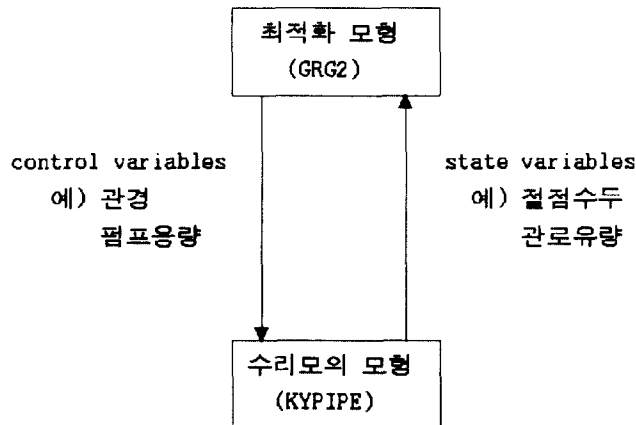 최적화 모형
(GRG2)
control variables
예) 관경
펌프용량
state variables
예) 절점수두
관로유량
수리모의 모형
(KYPIPE)